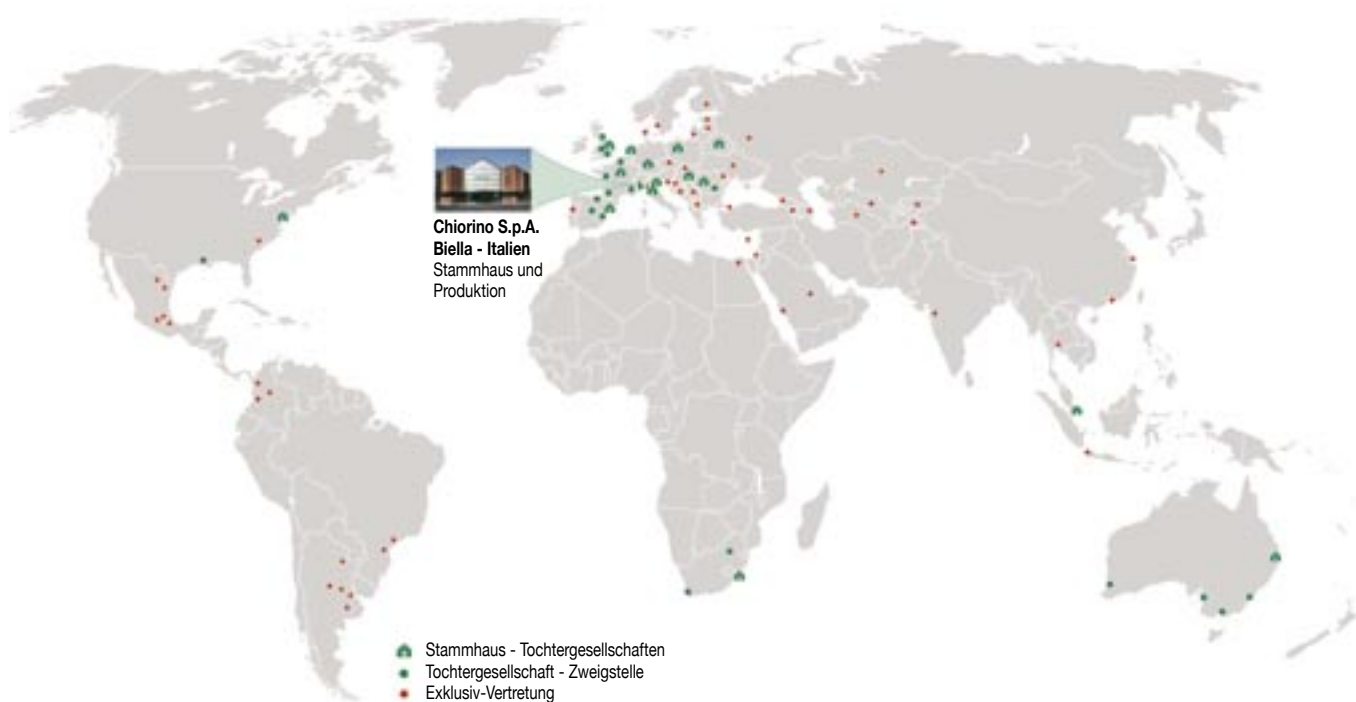 Chiorino S.p.A.
Biella - Italien
Stammhaus und
Produktion
Stammhaus - Tochtergesellschaften
Tochtergesellschaft - Zweigstelle
Exklusiv-Vertretung